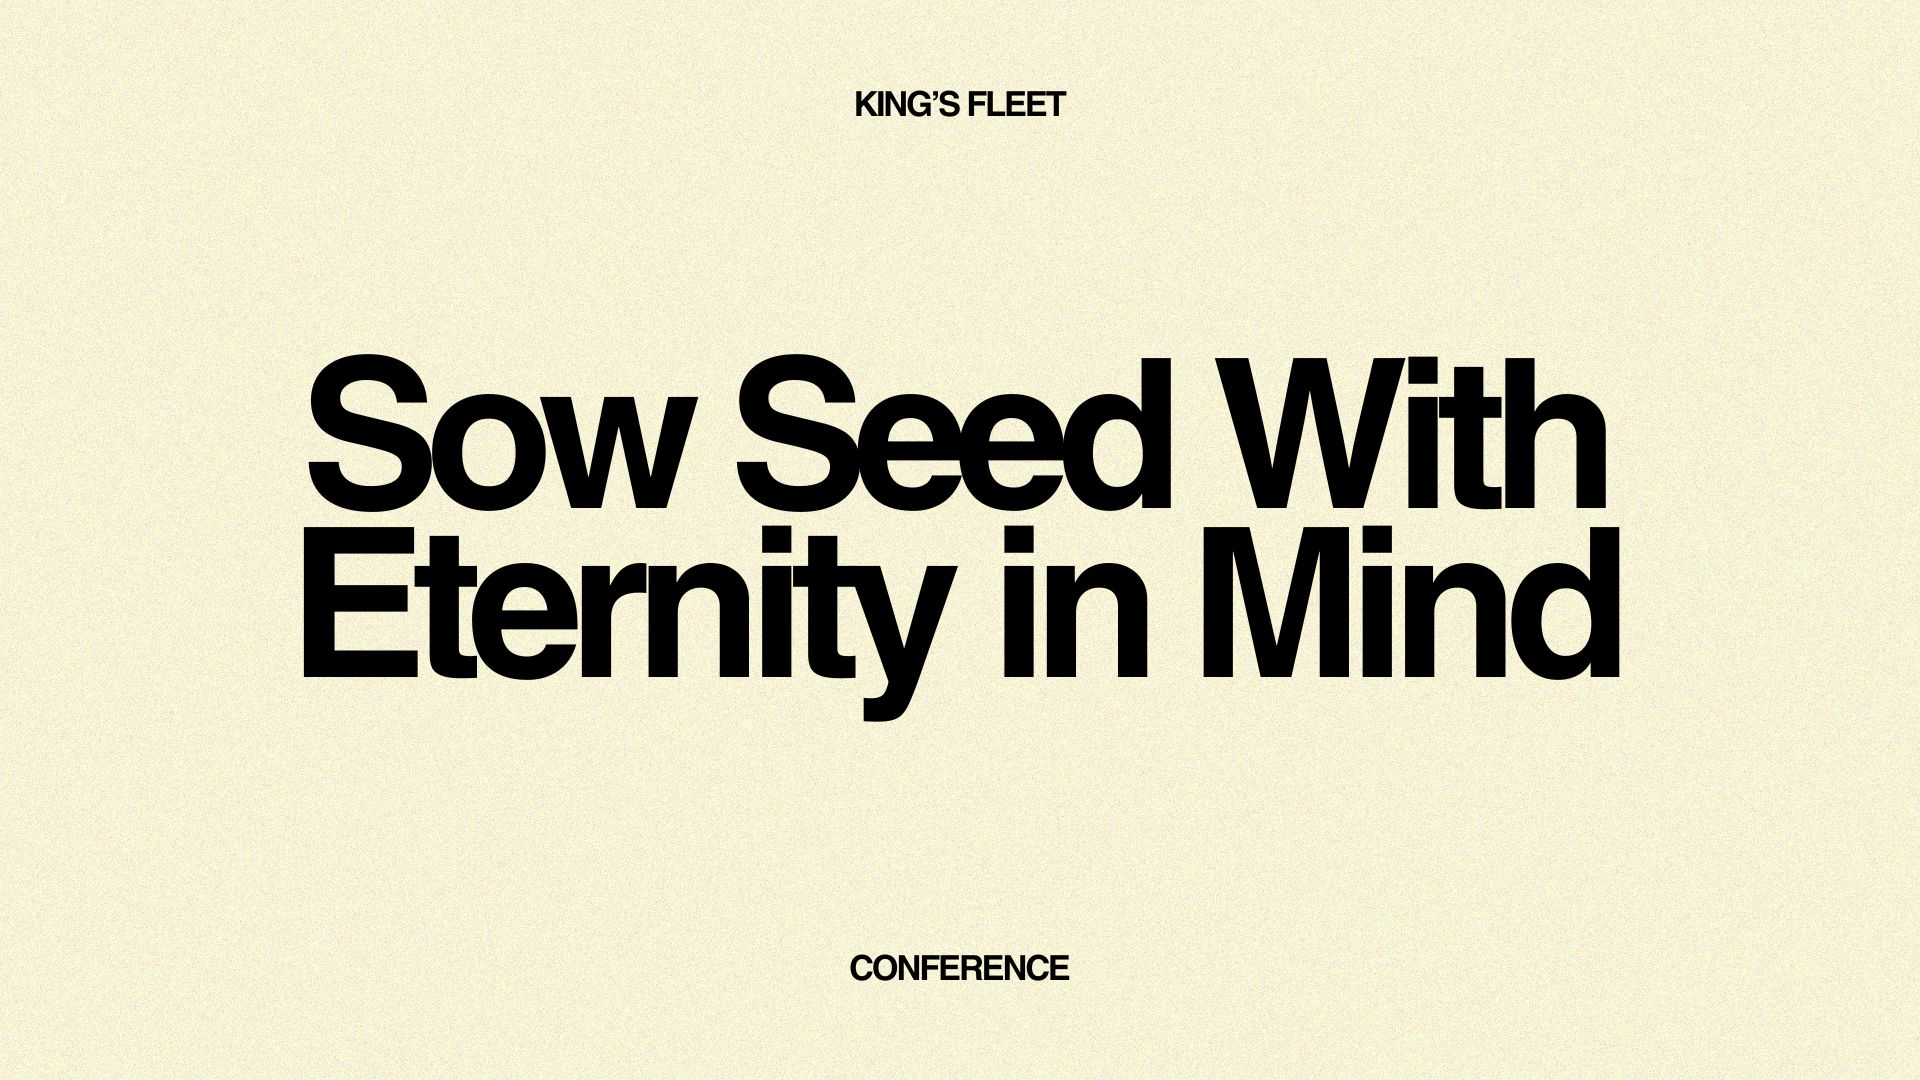 KING’S FLEET
Sow Seed With
Eternity in Mind
CONFERENCE